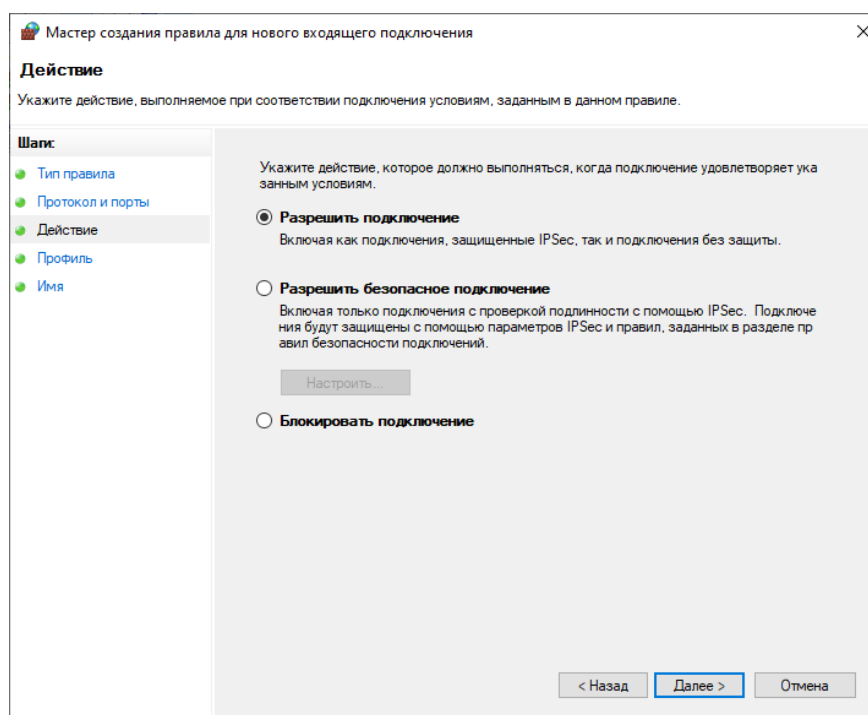 Мастер создания правила для нового входящего подключения
Действие
Укажите действие, выполняемое при соответствии подключения условиям, заданным в данном правиле.
Шаги:
Тип правила
Протокол и порты
Действие
Профиль
Имя
Укажите действие, которое должно выполняться, когда подключение удовлетворяет ука
занным условиям.
Разрешить подключение
Включая как подключения, защищенные IPSec, так и подключения без защиты.
Разрешить безопасное подключение
Включая только подключения с проверкой подлинности с помощью IPSec. Подключе
ния будут защищены с помощью параметров IPSec и правил, заданных в разделе пр
авил безопасности подключений.
Настроить...
Блокировать подключение
< Назад Далее > Отмена